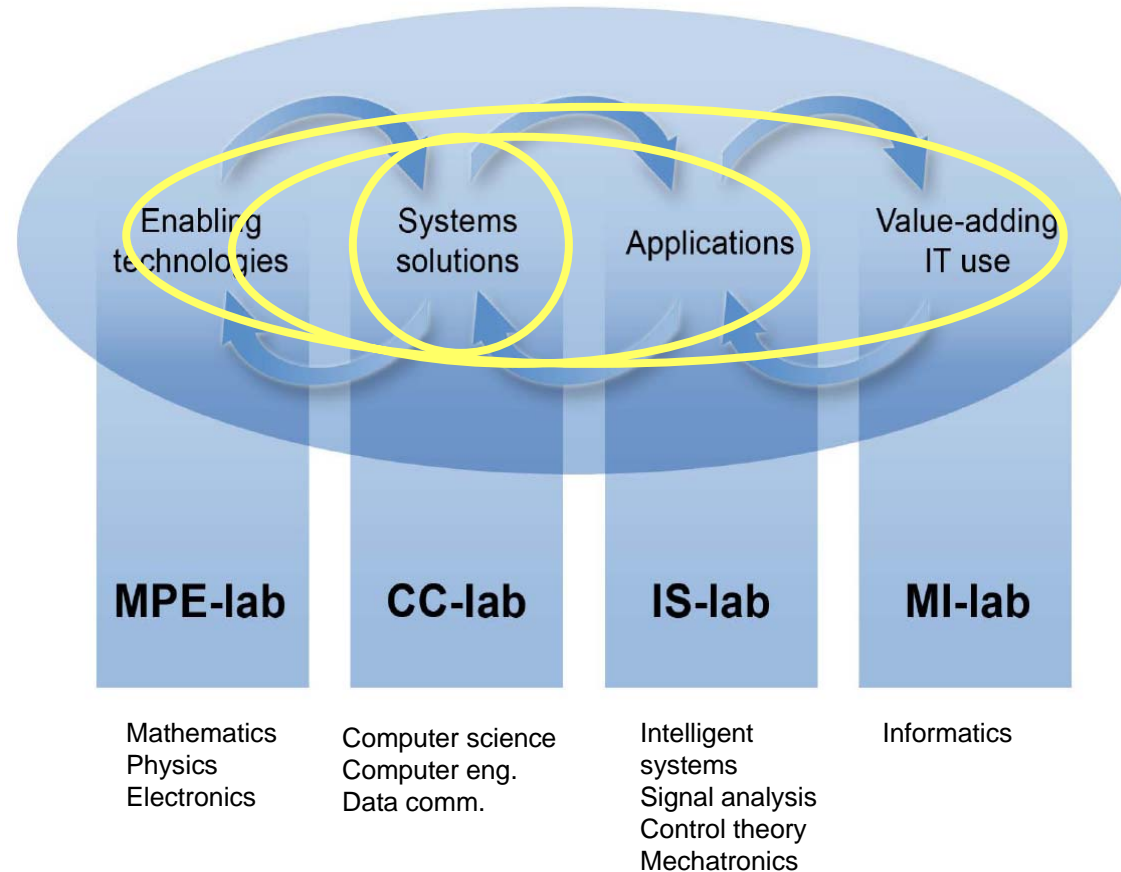 Enabling
technologies
Systems
solutions
Applications
Value-adding
IT use
MPE-lab
CC-lab
IS-lab
MI-lab
Mathematics
Physics
Electronics
Computer science
Computer eng.
Data comm.
Intelligent
systems
Signal analysis
Control theory
Mechatronics
Informatics